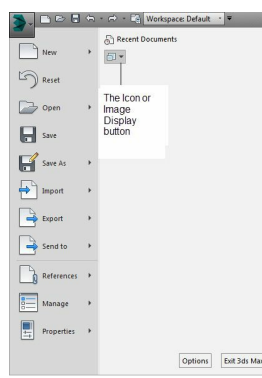 Workspace: Default
Recent Documents
New
Reset
The Icon or
Image
Display
button
Open
Save
Save As
Import
Export
Send to
References
Manage
Properties
Options
Exit 3ds Max